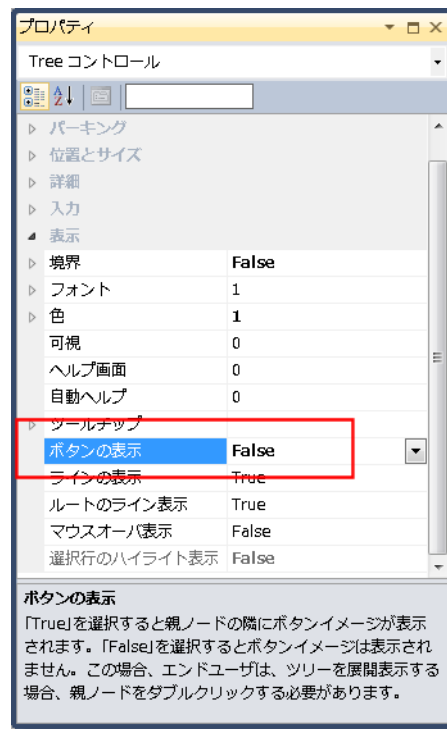 プロパティ
Tree コントロール
パーキング
位置とサイズ
詳細
入力
表示
境界 False
フォント 1
色 1
可視 0
ヘルプ画面 0
自動ヘルプ 0
ツールチップ
ボタンの表示 False
ラインの表示 True
ルートのライン表示 True
マウスオーバ表示 False
選択行のハイライト表示 False
ボタンの表示
「True」を選択すると親ノードの隣にボタンイメージが表示
されます。「False」を選択するとボタンイメージは表示され
ません。この場合、エンドユーザは、ツリーを展開表示する
場合、親ノードをダブルクリックする必要があります。